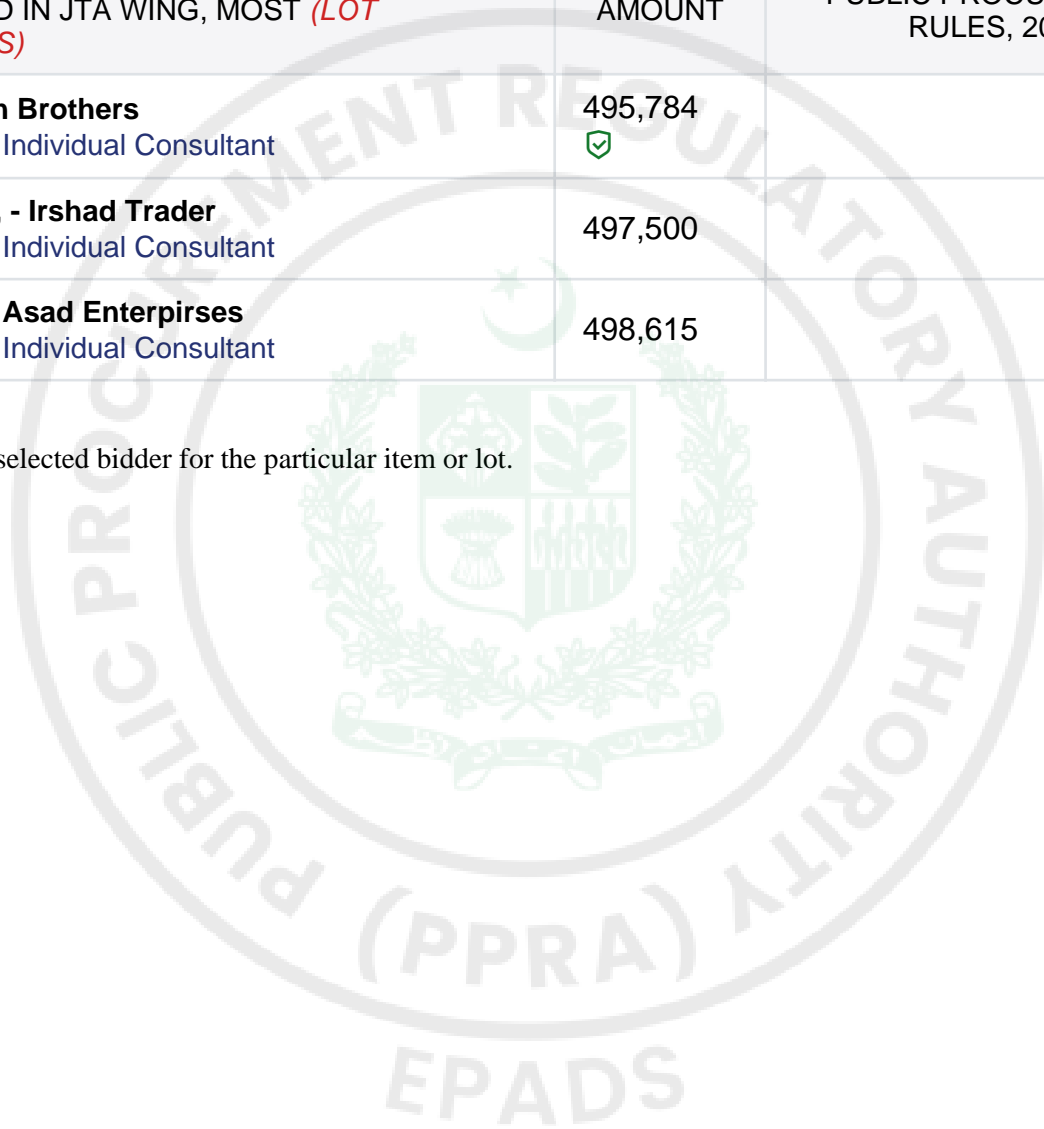 D IN JTA WING, MOST (LOT
S)
AMOUNT
RULES, 20
n Brothers
Individual Consultant
495,784
- Irshad Trader
Individual Consultant
497,500
Asad Enterpirses
Individual Consultant
498,615
selected bidder for the particular item or lot.
PUBLIC PROCUREMENT REGULATORY AUTHORITY
(PPRA)
EPADS